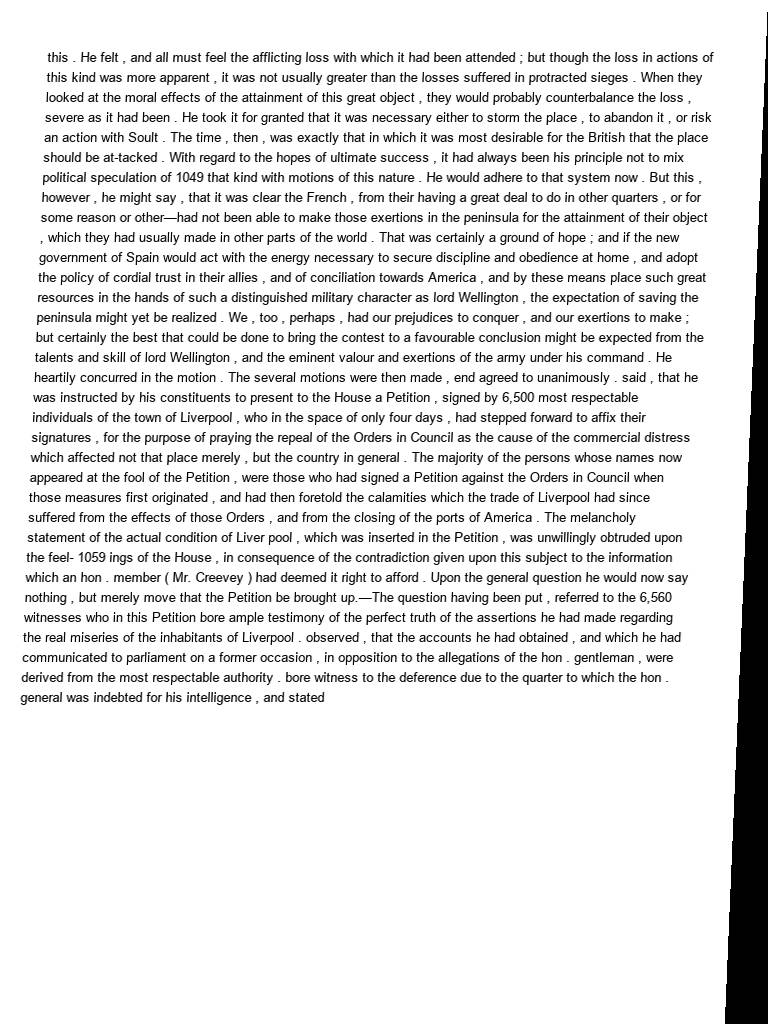 this . He felt , and all must feel the afflicting loss with which it had been attended ; but though the loss in actions of
this kind was more apparent , it was not usually greater than the losses suffered in protracted sieges . When they
looked at the moral effects of the attainment of this great object , they would probably counterbalance the loss ,
severe as it had been . He took it for granted that it was necessary either to storm the place , to abandon it , or risk
an action with Soult . The time , then , was exactly that in which it was most desirable for the British that the place
should be at-tacked . With regard to the hopes of ultimate success , it had always been his principle not to mix
political speculation of 1049 that kind with motions of this nature . He would adhere to that system now . But this ,
however , he might say , that it was clear the French , from their having a great deal to do in other quarters , or for
some reason or other—had not been able to make those exertions in the peninsula for the attainment of their object
, which they had usually made in other parts of the world . That was certainly a ground of hope ; and if the new
government of Spain would act with the energy necessary to secure discipline and obedience at home , and adopt
the policy of cordial trust in their allies , and of conciliation towards America , and by these means place such great
resources in the hands of such a distinguished military character as lord Wellington , the expectation of saving the
peninsula might yet be realized . We , too , perhaps , had our prejudices to conquer , and our exertions to make ;
but certainly the best that could be done to bring the contest to a favourable conclusion might be expected from the
talents and skill of lord Wellington , and the eminent valour and exertions of the army under his command . He
heartily concurred in the motion . The several motions were then made , end agreed to unanimously . said , that he
was instructed by his constituents to present to the House a Petition , signed by 6,500 most respectable
individuals of the town of Liverpool , who in the space of only four days , had stepped forward to affix their
signatures , for the purpose of praying the repeal of the Orders in Council as the cause of the commercial distress
which affected not that place merely , but the country in general . The majority of the persons whose names now
appeared at the fool of the Petition , were those who had signed a Petition against the Orders in Council when
those measures first originated , and had then foretold the calamities which the trade of Liverpool had since
suffered from the effects of those Orders , and from the closing of the ports of America . The melancholy
statement of the actual condition of Liver pool , which was inserted in the Petition , was unwillingly obtruded upon
the feel- 1059 ings of the House , in consequence of the contradiction given upon this subject to the information
which an hon . member ( Mr. Creevey ) had deemed it right to afford . Upon the general question he would now say
nothing , but merely move that the Petition be brought up.—The question having been put , referred to the 6,560
witnesses who in this Petition bore ample testimony of the perfect truth of the assertions he had made regarding
the real miseries of the inhabitants of Liverpool . observed , that the accounts he had obtained , and which he had
communicated to parliament on a former occasion , in opposition to the allegations of the hon . gentleman , were
derived from the most respectable authority . bore witness to the deference due to the quarter to which the hon .
general was indebted for his intelligence , and stated